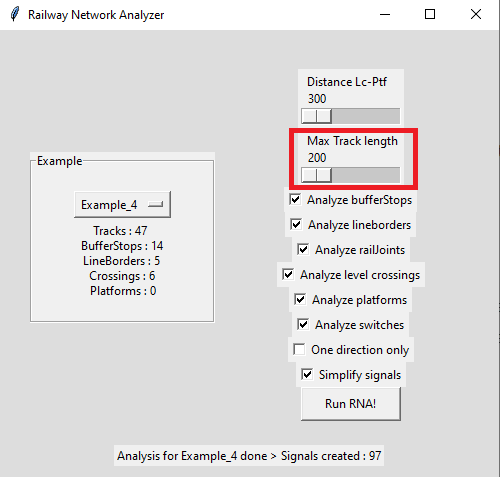 Railway Network Analyzer
Example
Example_4
Tracks : 47
BufferStops : 14
LineBorders : 5
Crossings : 6
Platforms : 0
Distance Lc-Ptf
300
Max Track length
200
Analyze bufferStops
Analyze lineborders
Analyze railJoints
Analyze level crossings
Analyze platforms
Analyze switches
One direction only
Simplify signals
Run RNA!
Analysis for Example_4 done > Signals created : 97